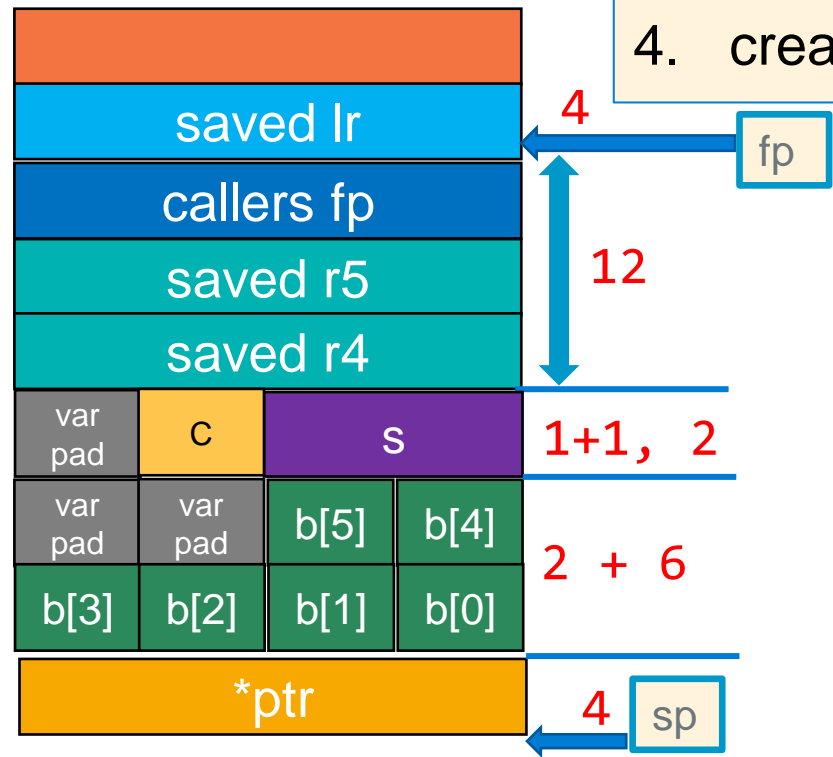 4. crea
saved lr
4
fp
callers fp
12
saved r5
saved r4
var pad
C
s
1+1, 2
var pad
var pad
b[5]
b[4]
2 + 6
b[3]
b[2]
b[1]
b[0]
*ptr
4
sp